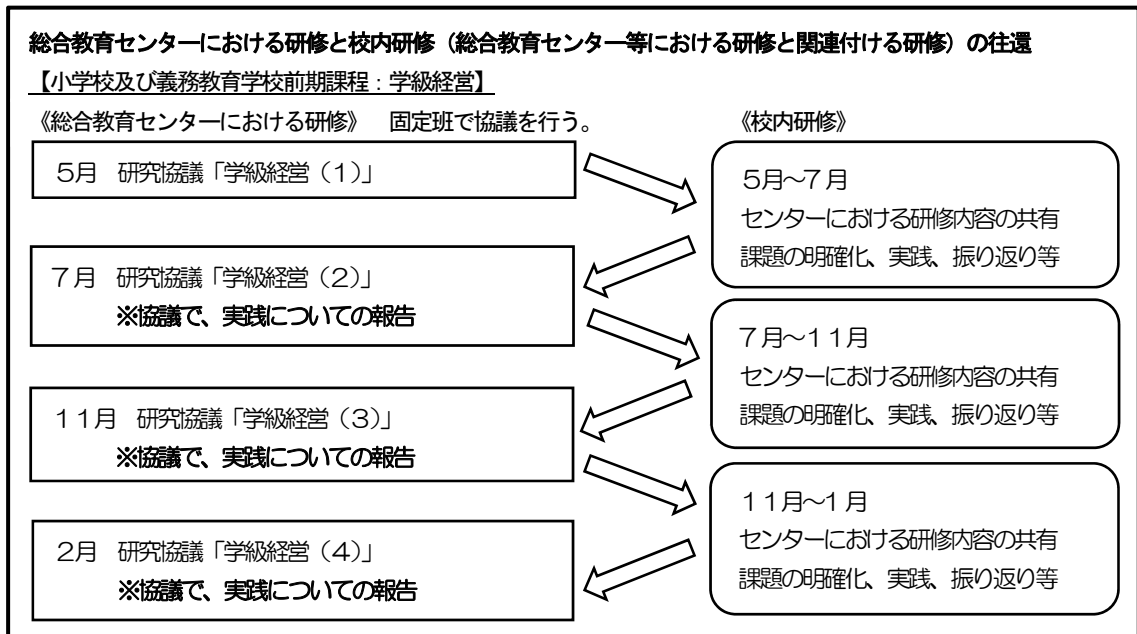 総合教育センターにおける研修と校内研修（総合教育センター等における研修と関連付ける研修）の往還
【小学校及び義務教育学校前期課程：学級経営】
《総合教育センターにおける研修》　固定班で協議を行う。
《校内研修》
５月　研究協議「学級経営（１）」
５月～７月
センターにおける研修内容の共有
課題の明確化、実践、振り返り等
７月　研究協議「学級経営（２）」
※協議で、実践についての報告
７月～１１月
センターにおける研修内容の共有
課題の明確化、実践、振り返り等
１１月　研究協議「学級経営（３）」
※協議で、実践についての報告
１１月～１月
センターにおける研修内容の共有
課題の明確化、実践、振り返り等
２月　研究協議「学級経営（４）」
※協議で、実践についての報告